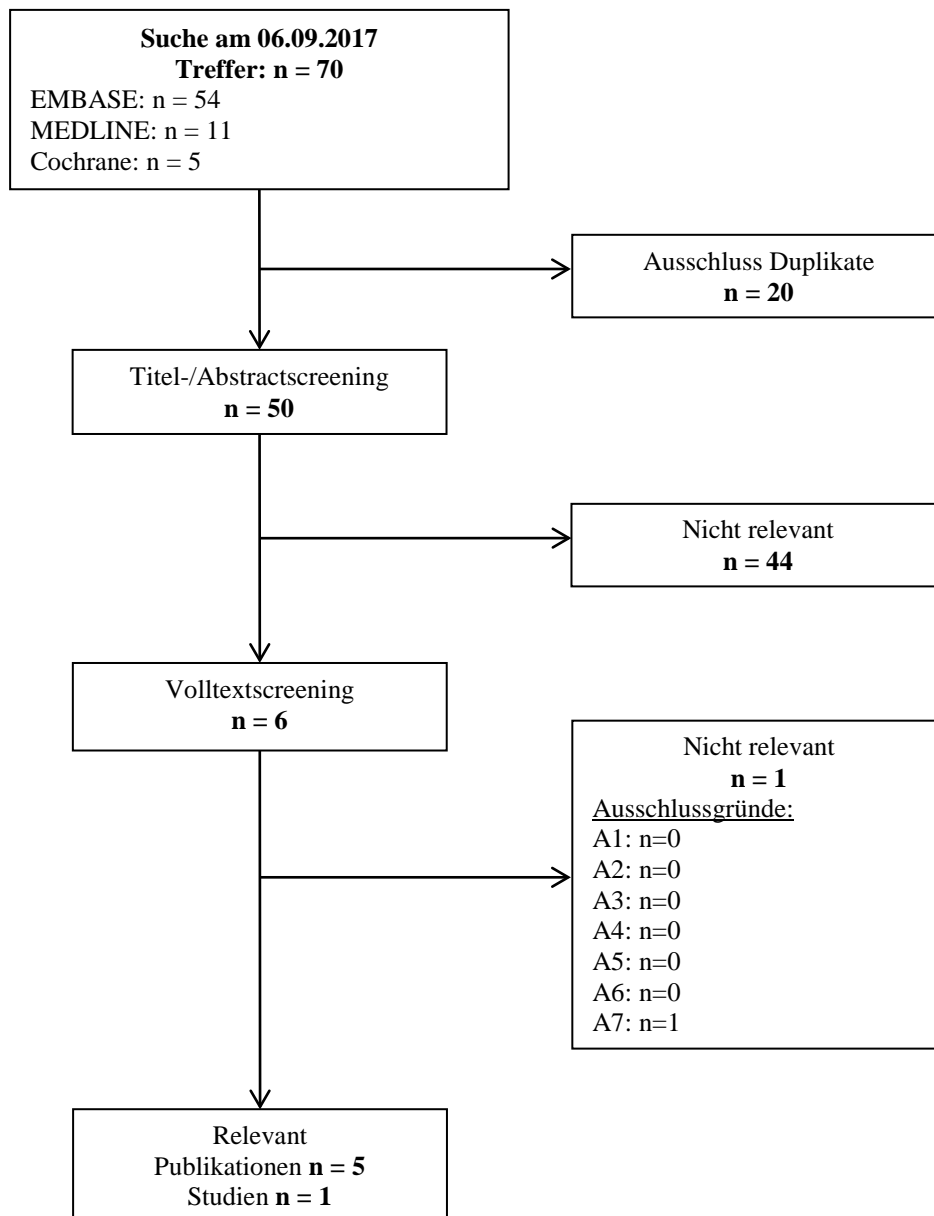 Suche am 06.09.2017
Treffer: n = 70
EMBASE: n = 54
MEDLINE: n = 11
Cochrane: n = 5
Ausschluss Duplikate
n = 20
Titel-/Abstractscreening
n = 50
Nicht relevant
n = 44
Volltextscreening
n = 6
Nicht relevant
n = 1
Ausschlussgründe:
A1: n=0
A2: n=0
A3: n=0
A4: n=0
A5: n=0
A6: n=0
A7: n=1
Relevant
Publikationen n = 5
Studien n = 1